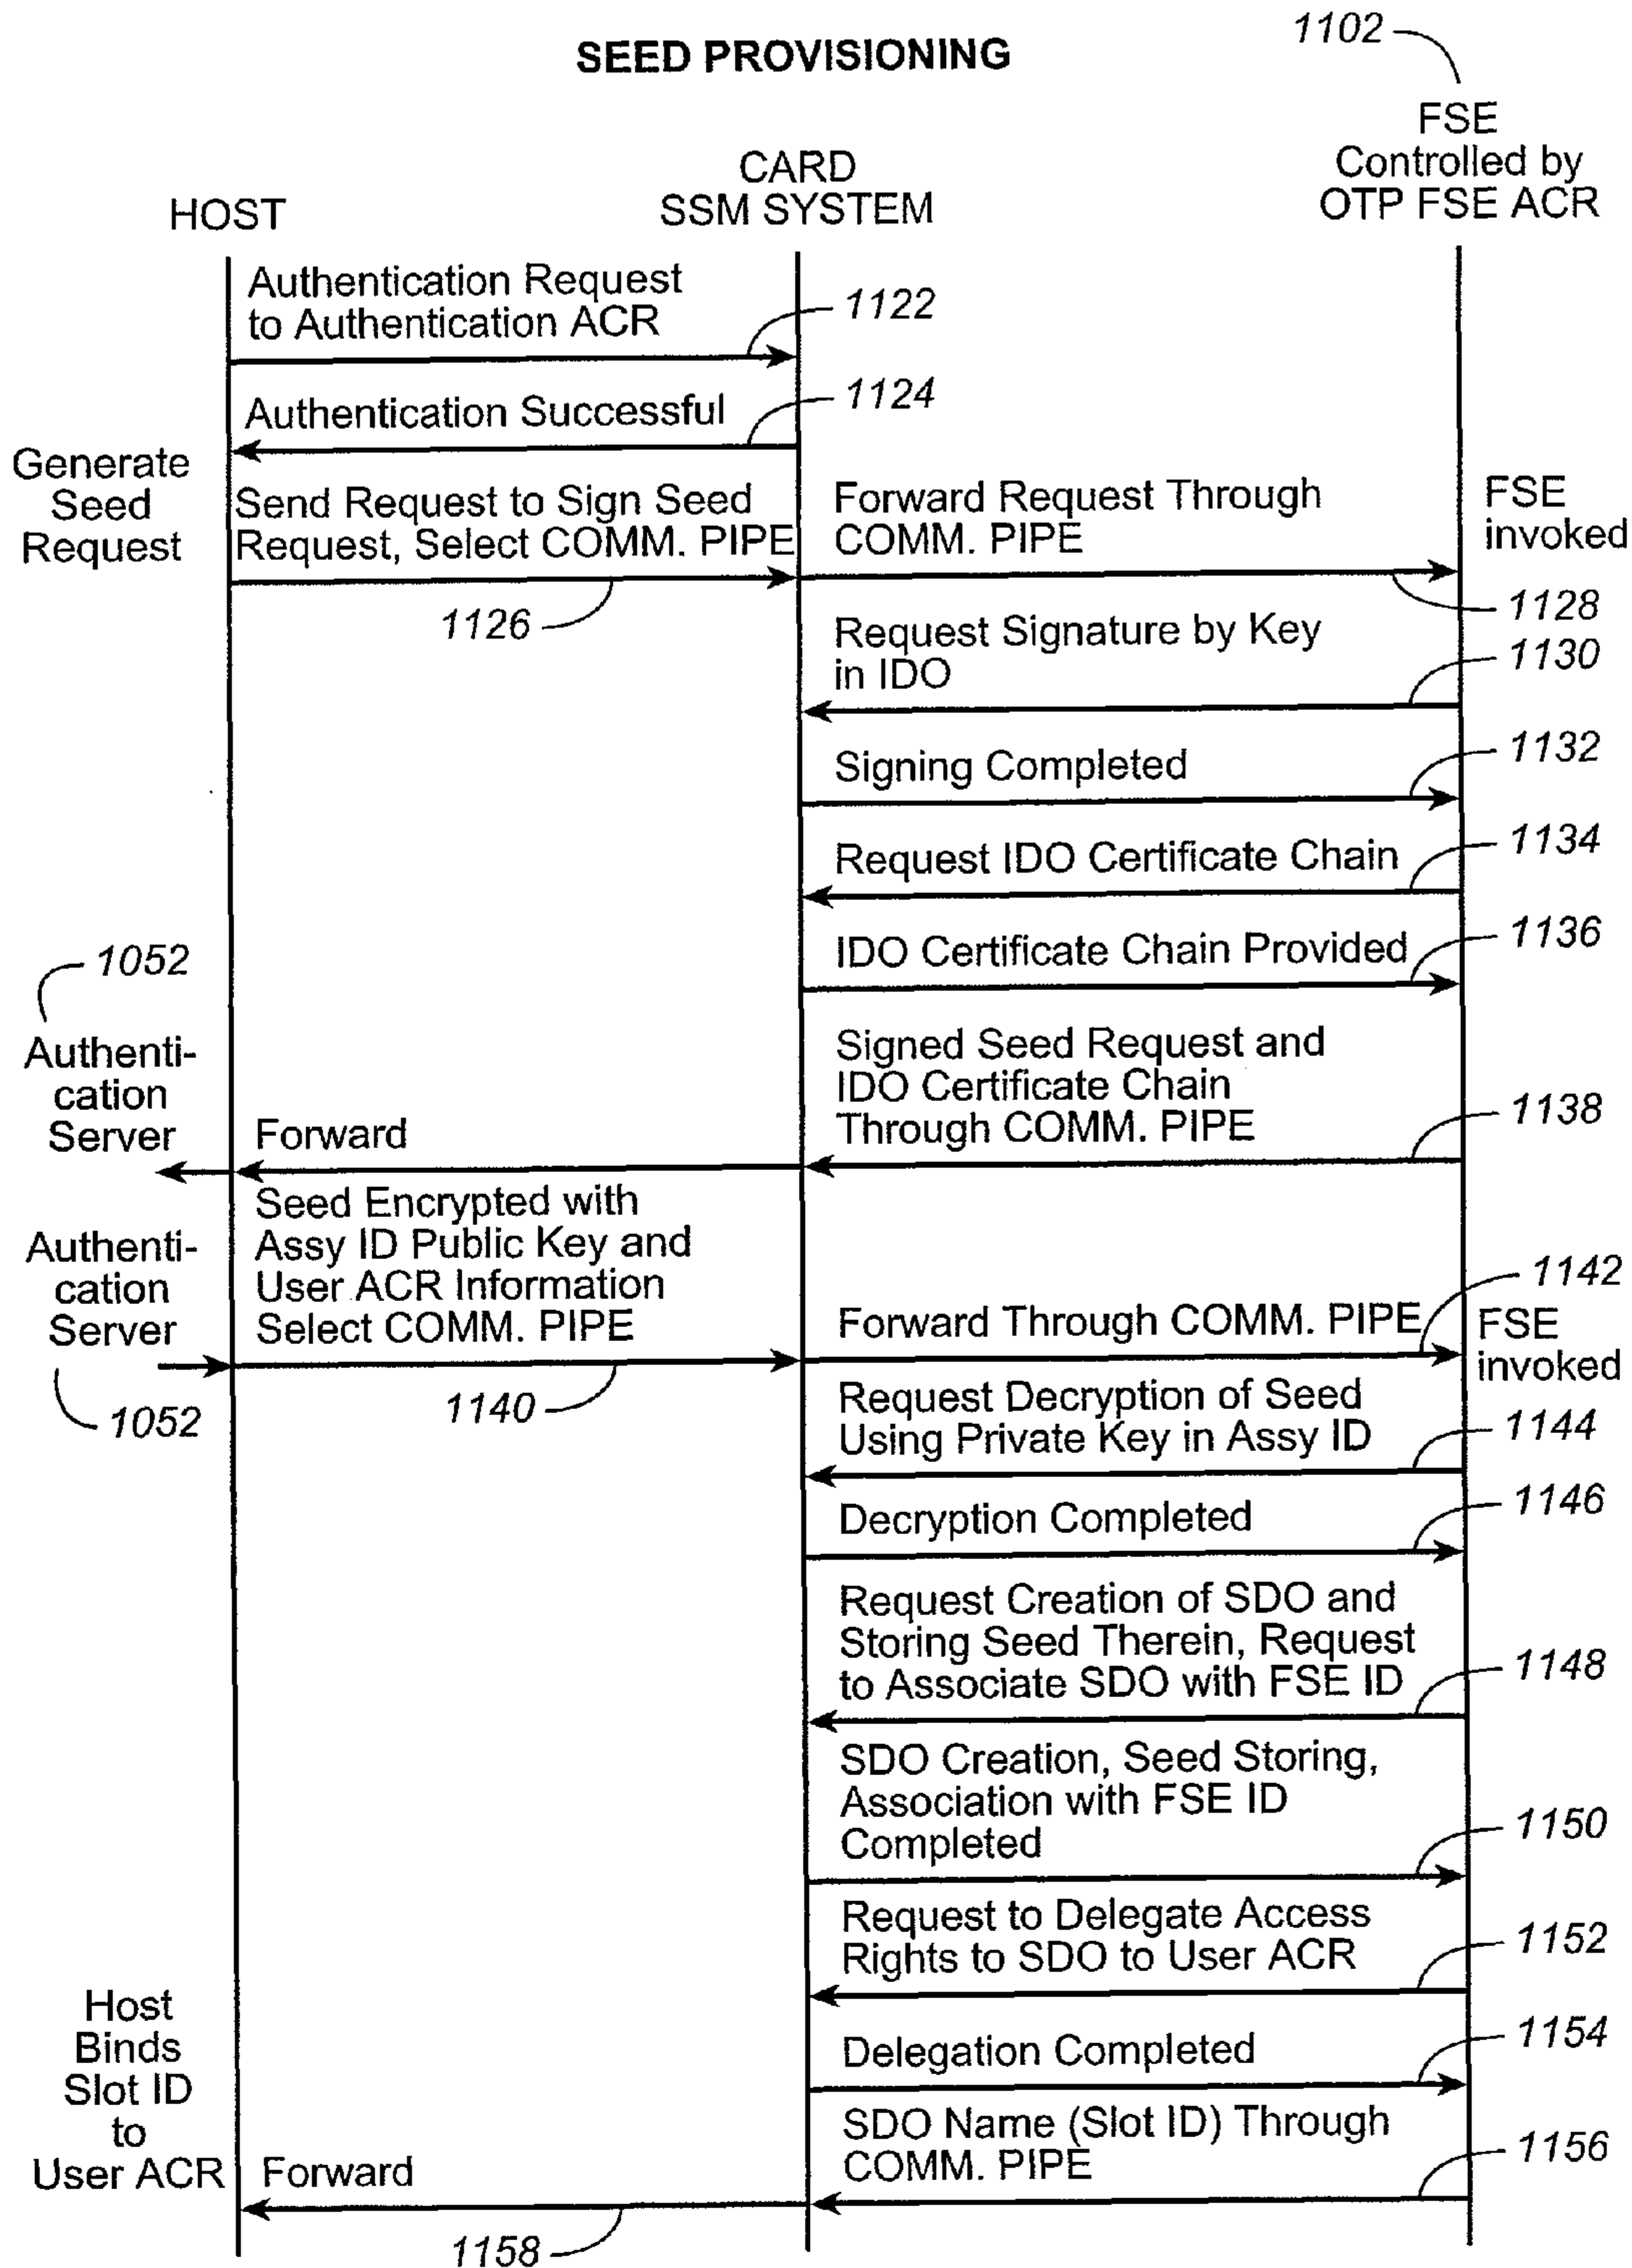 SEED PROVISIONING
1102
FSE
Controlled by
OTP FSE ACR
CARD
SSM SYSTEM
HOST
Authentication Request
to Authentication ACR
1122
Authentication Successful
1124
Generate
Seed
Request
Send Request to Sign Seed
Request, Select COMM. PIPE
1126
Forward Request Through
COMM. PIPE
FSE
invoked
1128
Request Signature by Key
in IDO
1130
Signing Completed
1132
Request IDO Certificate Chain
1134
IDO Certificate Chain Provided
1136
1052
Authenti-
cation
Server
Signed Seed Request and
IDO Certificate Chain
Through COMM. PIPE
1138
Forward
Authenti-
cation
Server
1052
Seed Encrypted with
Assy ID Public Key and
User ACR Information
Select COMM. PIPE
1140
Forward Through COMM. PIPE
1142
FSE
invoked
Request Decryption of Seed
Using Private Key in Assy ID
1144
Decryption Completed
1146
Request Creation of SDO and
Storing Seed Therein, Request
to Associate SDO with FSE ID
1148
SDO Creation, Seed Storing,
Association with FSE ID
Completed
1150
Request to Delegate Access
Rights to SDO to User ACR
1152
Delegation Completed
1154
Host
Binds
Slot ID
to
User ACR
SDO Name (Slot ID) Through
COMM. PIPE
1156
Forward
1158